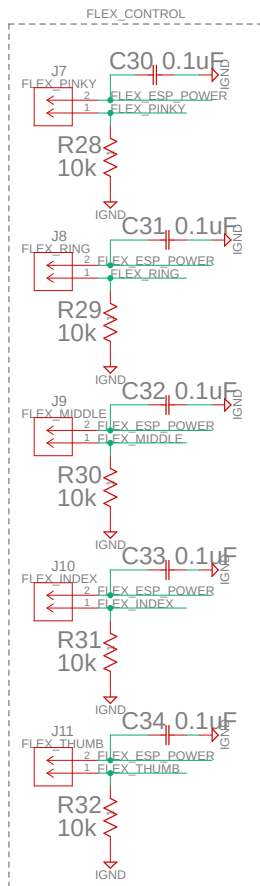 FLEX_CONTROL
J7
FLEX_PINKY
C30 0.1uF
IGND
2 FLEX_ESP_POWER
1 FLEX_PINKY
R28
10k
IGND
J8
FLEX_RING
C31 0.1uF
IGND
2 FLEX_ESP_POWER
1 FLEX_RING
R29
10k
IGND
J9
FLEX_MIDDLE
C32 0.1uF
IGND
2 FLEX_ESP_POWER
1 FLEX_MIDDLE
R30
10k
IGND
J10
FLEX_INDEX
C33 0.1uF
IGND
2 FLEX_ESP_POWER
1 FLEX_INDEX
R31
10k
IGND
J11
FLEX_THUMB
C34 0.1uF
IGND
2 FLEX_ESP_POWER
1 FLEX_THUMB
R32
10k
IGND